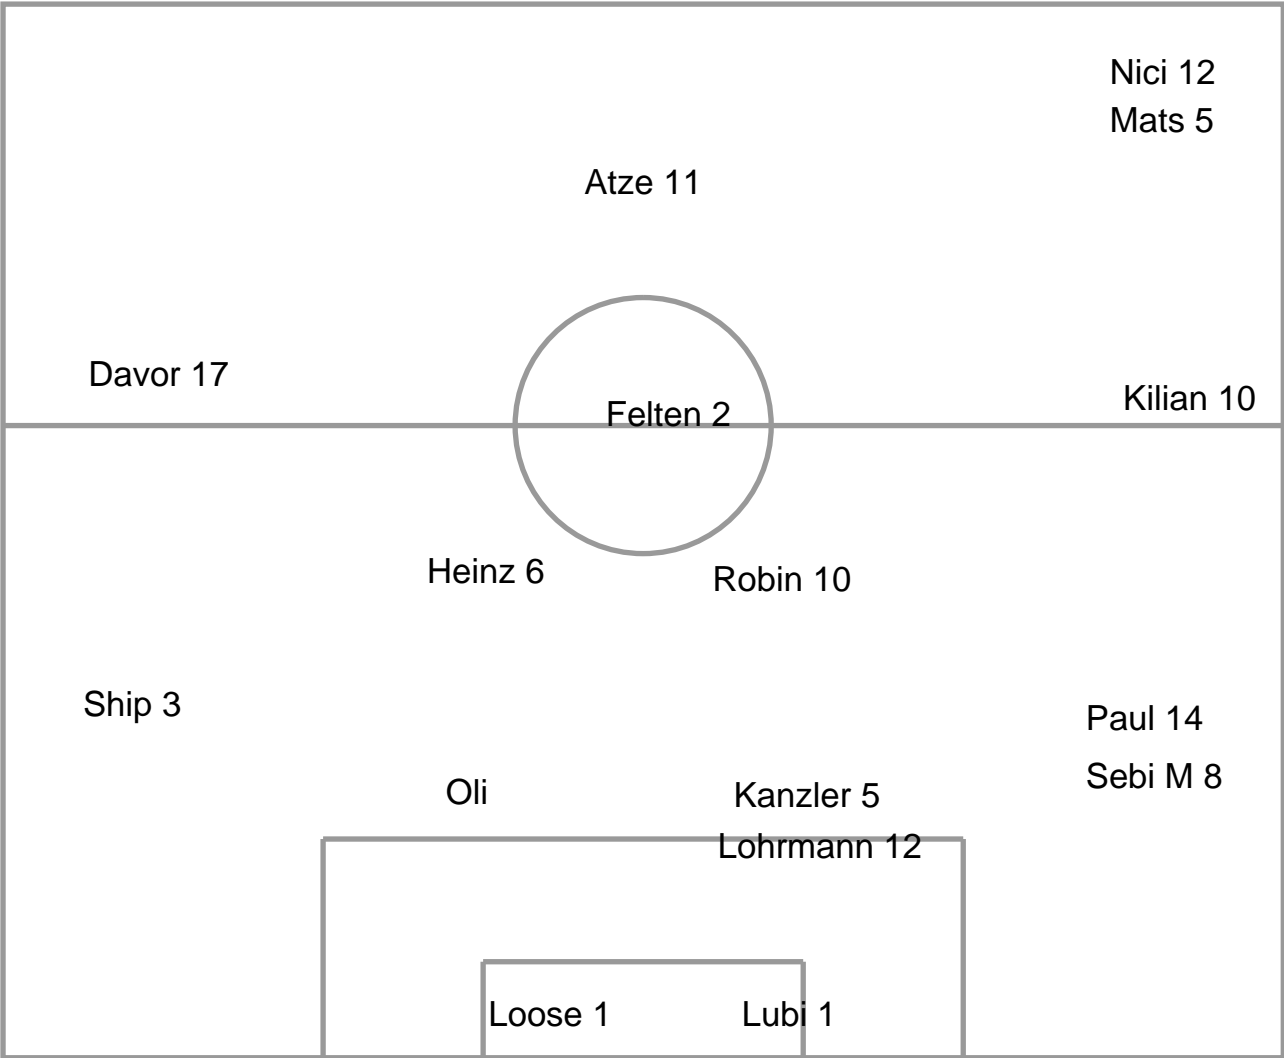 Nici 12
Mats 5
Atze 11
Davor 17
Kilian 10
Felten 2
Heinz 6
Robin 10
Ship 3
Paul 14
Sebi M 8
Oli
Kanzler 5
Lohrmann 12
Loose 1
Lubi 1